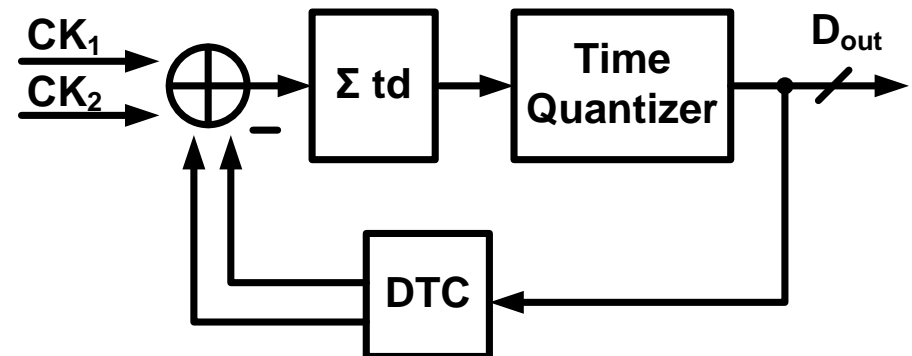 CK₁
CK₂
Σ td
Time
Quantizer
Dout
DTC